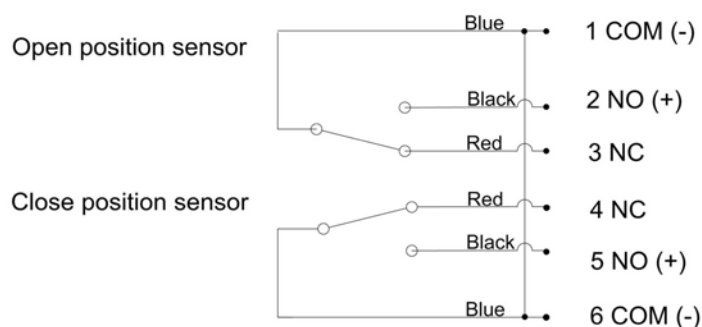 Blue 1 COM (-)
Open position sensor
Black 2 NO (+)
Red 3 NC
Close position sensor
Red 4 NC
Black 5 NO (+)
Blue 6 COM (-)